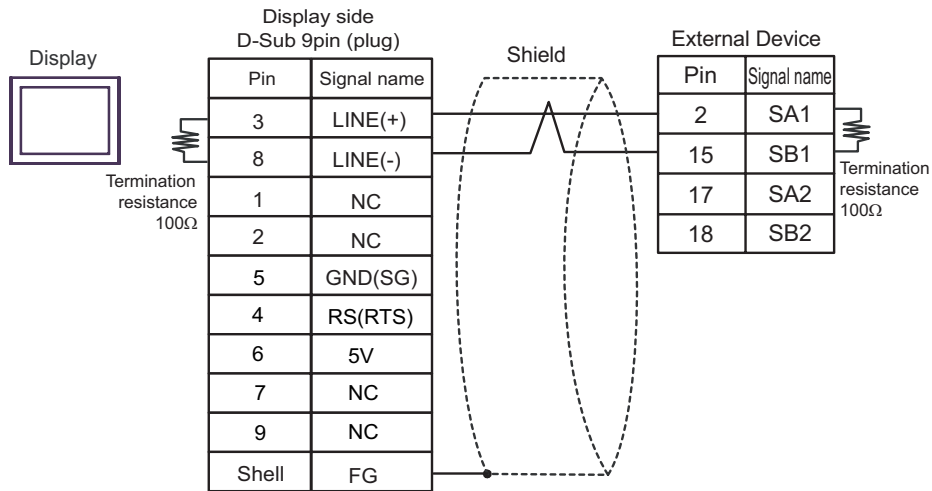 Display
Display side
D-Sub 9pin (plug)
Pin Signal name
3 LINE(+)
8 LINE(-)
1 NC
2 NC
5 GND(SG)
4 RS(RTS)
6 5V
7 NC
9 NC
Shell FG
Termination
resistance
100Ω
Shield
External Device
Pin Signal name
2 SA1
15 SB1
17 SA2
18 SB2
Termination
resistance
100Ω